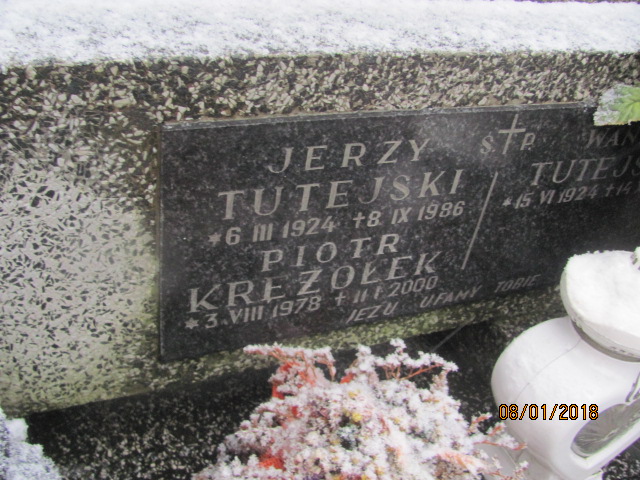 JERZY
TUTEJSKI
*6 III 1924 +8 IX 1986
PIOTR
KRĘŻOŁEK
*3.VIII 1978 +11 I 2000
Ś✝P.
*15 VI 1924 +14
JEZU UFAMY TOBIE
08/01/2018